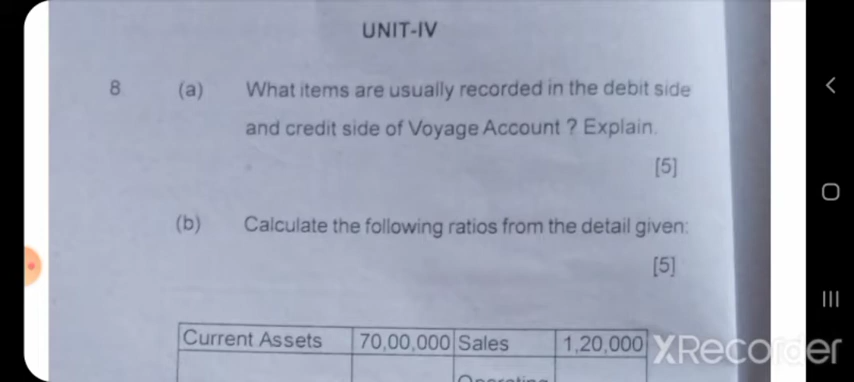 UNIT-IV
8 (a) What items are usually recorded in the debit side
and credit side of Voyage Account ? Explain.
[5]
(b) Calculate the following ratios from the detail given:
[5]
Current Assets 70,00,000 Sales 1,20,000
XRecorder